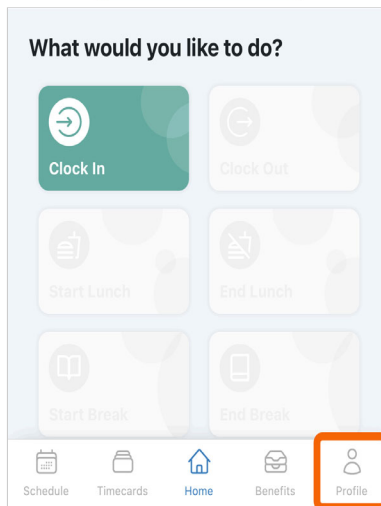 What would you like to do?
Clock In
Clock Out
Start Lunch
End Lunch
Start Break
End Break
Schedule
Timecards
Home
Benefits
Profile